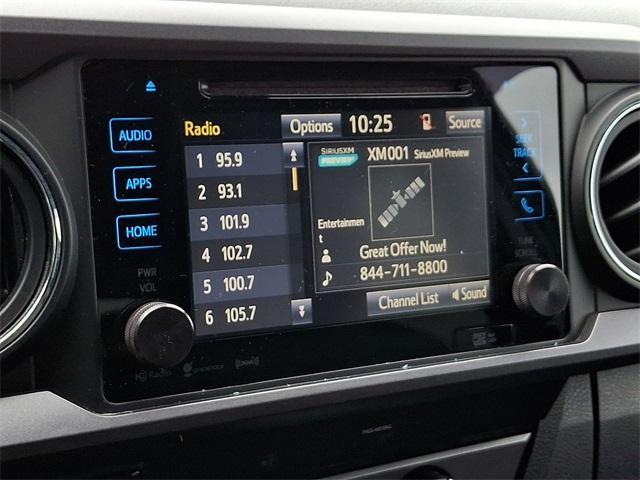 AUDIO
APPS
HOME
PWR
VOL
Radio
Options
10:25
Source
1 95.9
2 93.1
3 101.9
4 102.7
5 100.7
6 105.7
SIRIUSXM
PREVIEW
XM001 SiriusXM Preview
Entertainmen
t
Great Offer Now!
844-711-8800
Channel List
Sound
SEEK
TRACK
TUNE
SCROLL
HD Radio